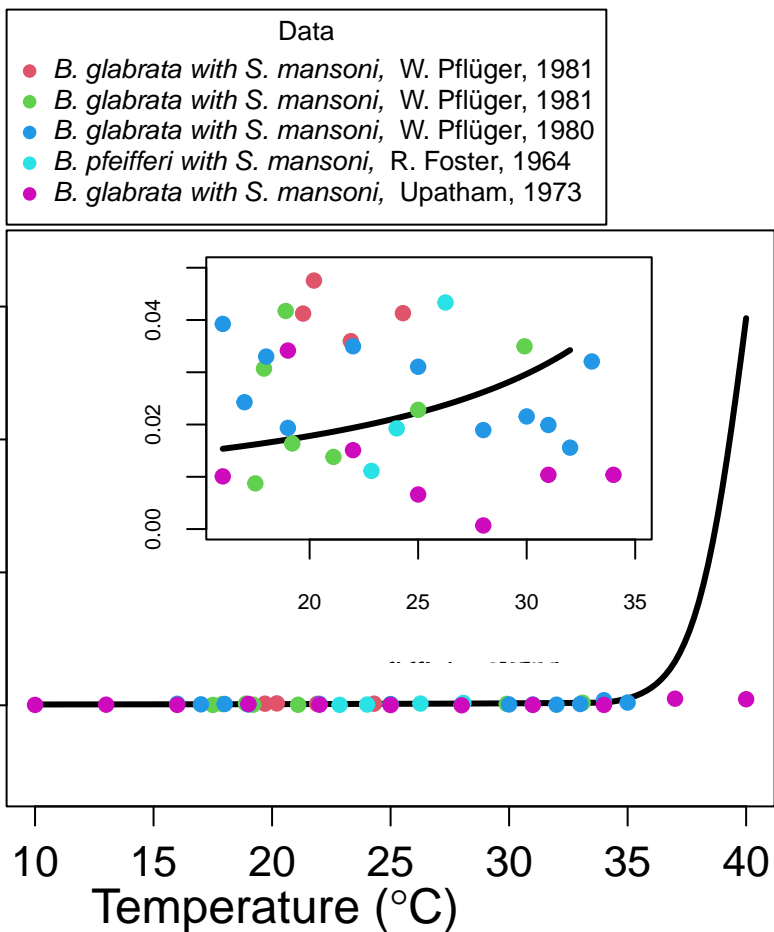 Data
B. glabrata with S. mansoni, W. Pflüger, 1981
B. glabrata with S. mansoni, W. Pflüger, 1981
B. glabrata with S. mansoni, W. Pflüger, 1980
B. pfeifferi with S. mansoni, R. Foster, 1964
B. glabrata with S. mansoni, Upatham, 1973
0.04
0.02
0.00
20 25 30 35
10 15 20 25 30 35 40
Temperature (°C)